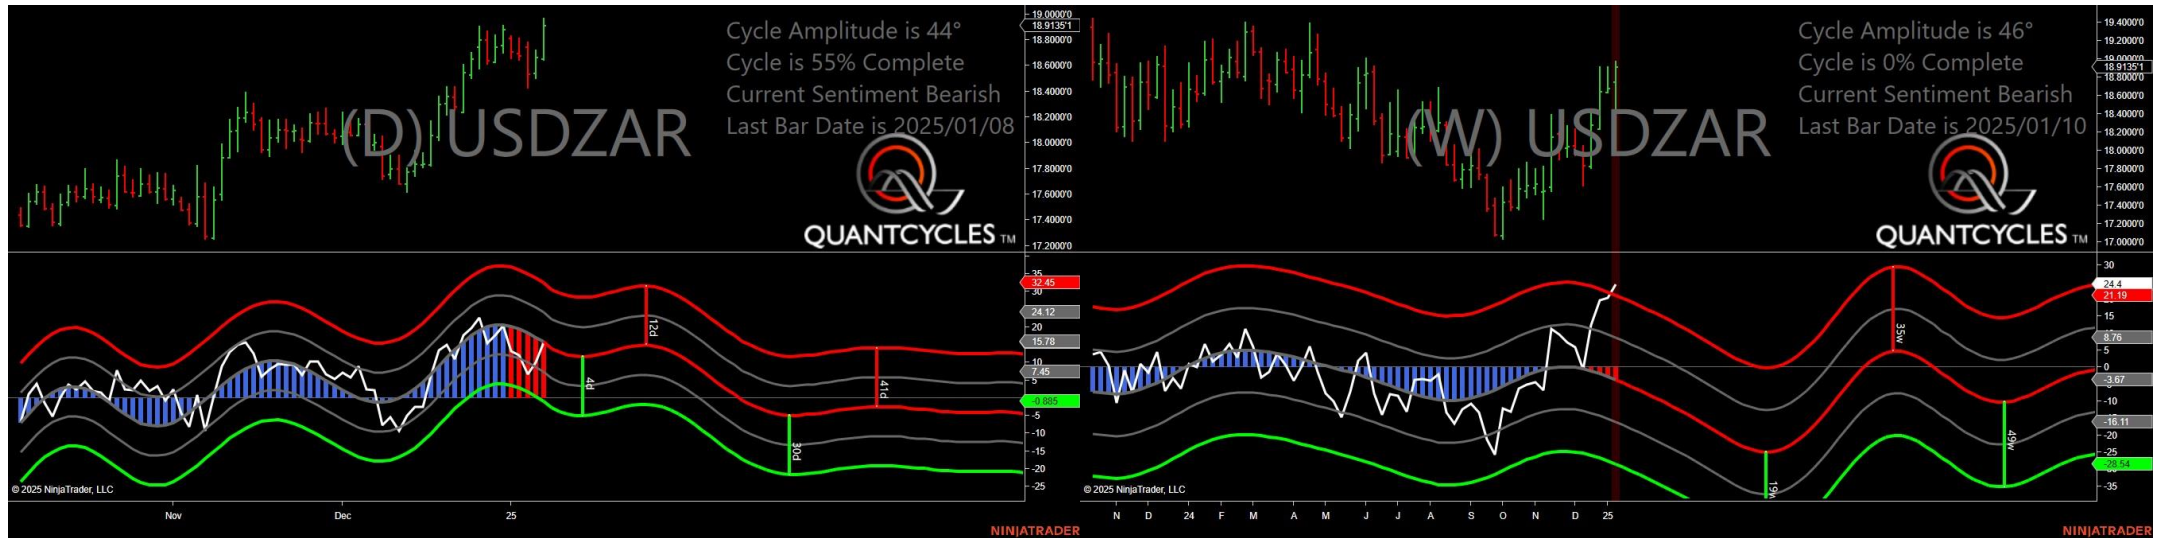 Cycle Amplitude is 44°
Cycle is 55% Complete
Current Sentiment Bearish
Last Bar Date is 2025/01/08
(D) USDZAR
QUANTCYCLES TM
19.0000'0
18.9135'1
18.8000'0
18.6000'0
18.4000'0
18.2000'0
18.0000'0
17.8000'0
17.6000'0
17.4000'0
17.2000'0
35
32.45
30
24.12
20
15.78
10
7.45
5
-0.885
-5
-10
-15
-20
-25
4d
12d
30d
41d
© 2025 NinjaTrader, LLC
Nov Dec 25
NINJATRADER
Cycle Amplitude is 46°
Cycle is 0% Complete
Current Sentiment Bearish
Last Bar Date is 2025/01/10
(W) USDZAR
QUANTCYCLES TM
19.4000'0
19.2000'0
19.0000'0
18.9135'1
18.8000'0
18.6000'0
18.4000'0
18.2000'0
18.0000'0
17.8000'0
17.6000'0
17.4000'0
17.2000'0
17.0000'0
30
24.4
21.19
15
8.76
5
0
-3.67
-10
-16.11
-20
-25
-28.54
-35
19w
35w
49w
© 2025 NinjaTrader, LLC
N D 24 F M A M J J A S O N D 25
NINJATRADER